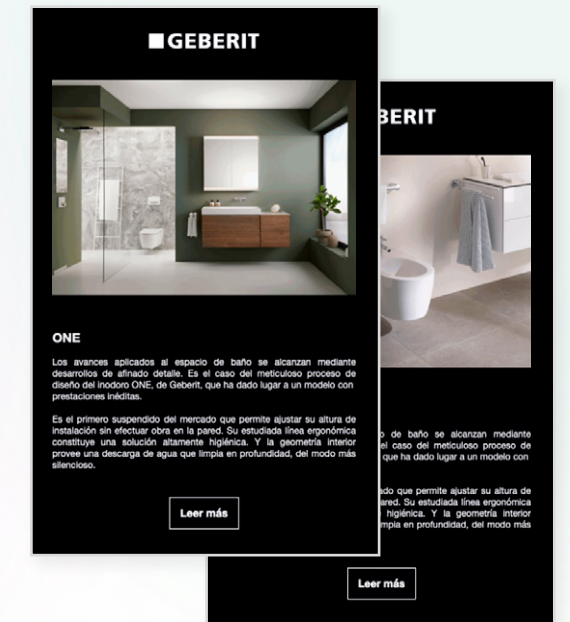 GEBERIT
ONE
Los avances aplicados al espacio de baño se alcanzan mediante
desarrollos de afinado detalle. Es el caso del meticuloso proceso de
diseño del inodoro ONE, de Geberit, que ha dado lugar a un modelo con
prestaciones inéditas.
Es el primero suspendido del mercado que permite ajustar su altura de
instalación sin efectuar obra en la pared. Su estudiada línea ergonómica
constituye una solución altamente higiénica. Y la geometría interior
provee una descarga de agua que limpia en profundidad, del modo más
silencioso.
Leer más
BERIT
o de baño se alcanzan mediante
el caso del meticuloso proceso de
que ha dado lugar a un modelo con
ado que permite ajustar su altura de
ared. Su estudiada línea ergonómica
higiénica. Y la geometría interior
mpia en profundidad, del modo más
Leer más